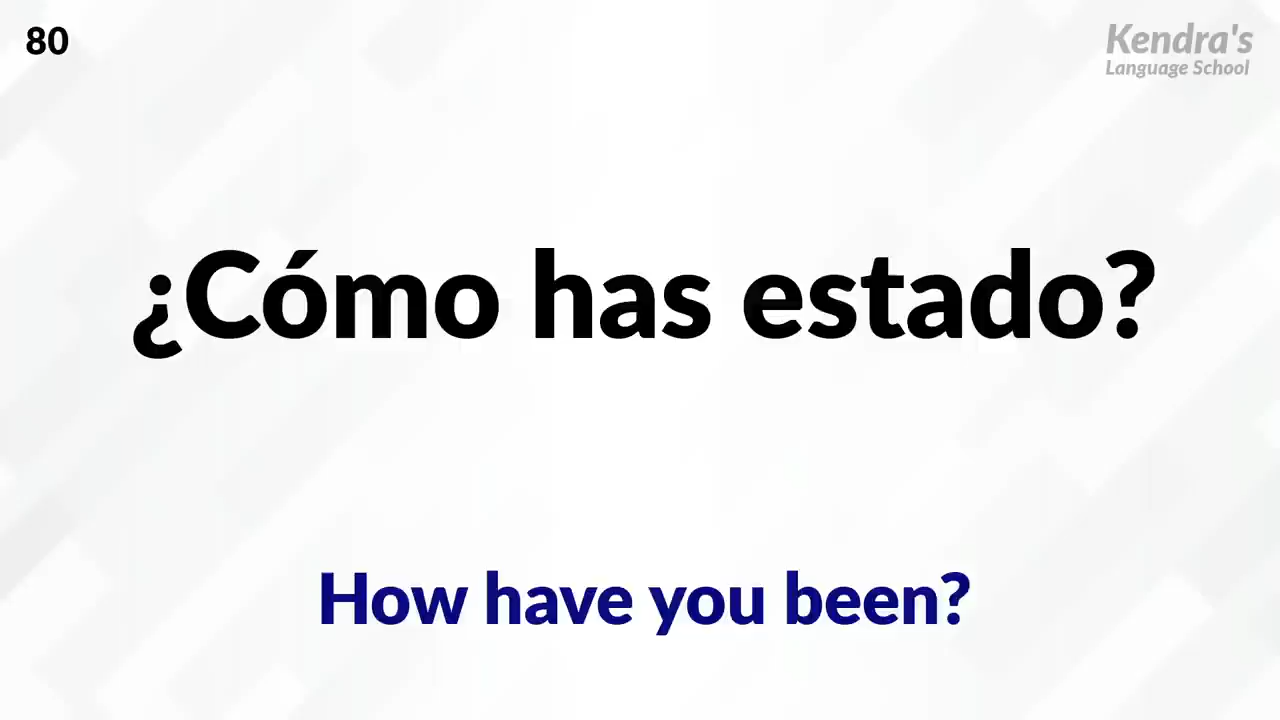 80
Kendra's
Language School
¿Cómo has estado?
How have you been?